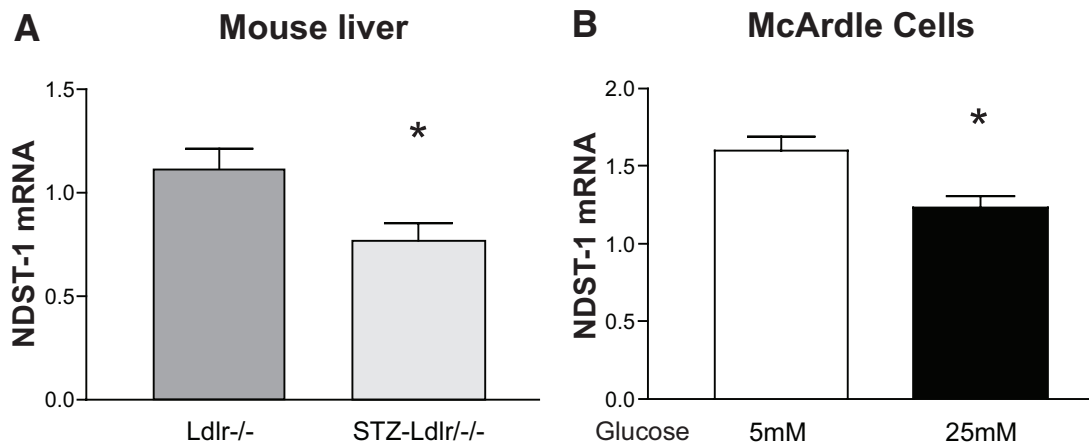 A Mouse liver
NDST-1 mRNA
1.5
1.0
0.5
0.0
*
Ldlr-/- STZ-Ldlr/-/-
B McArdle Cells
NDST-1 mRNA
2.0
1.5
1.0
0.5
0.0
*
Glucose 5mM 25mM